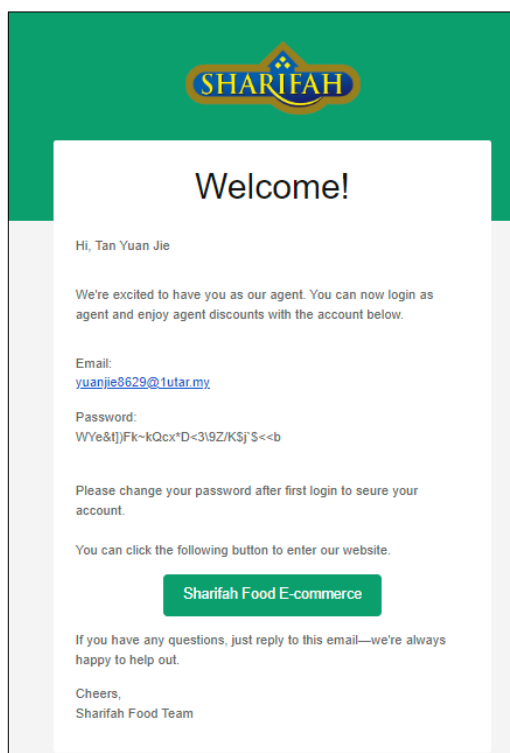 SHARIFAH
Welcome!
Hi, Tan Yuan Jie
We're excited to have you as our agent. You can now login as
agent and enjoy agent discounts with the account below.
Email:
yuanjie8629@1utar.my
Password:
WYe&t])Fk~kQcx*D<3\9Z/K$j`$<<b
Please change your password after first login to seure your
account.
You can click the following button to enter our website.
Sharifah Food E-commerce
If you have any questions, just reply to this email—we're always
happy to help out.
Cheers,
Sharifah Food Team